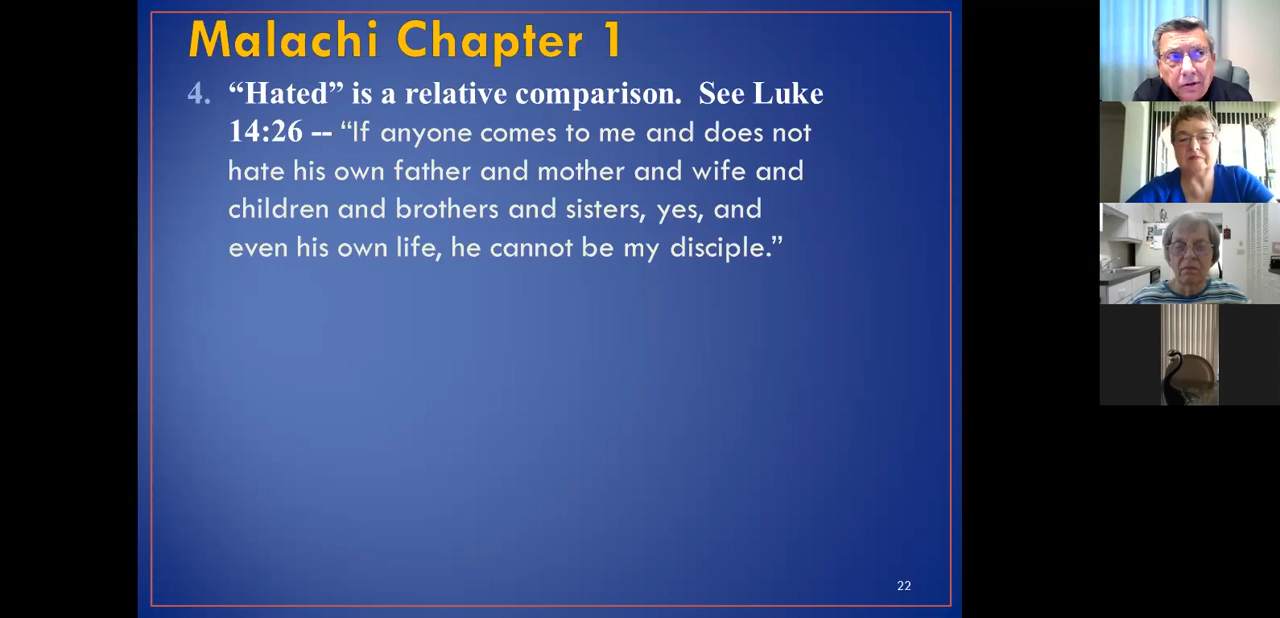 Malachi Chapter 1
4. “Hated” is a relative comparison.  See Luke
14:26 -- “If anyone comes to me and does not
hate his own father and mother and wife and
children and brothers and sisters, yes, and
even his own life, he cannot be my disciple.”
22